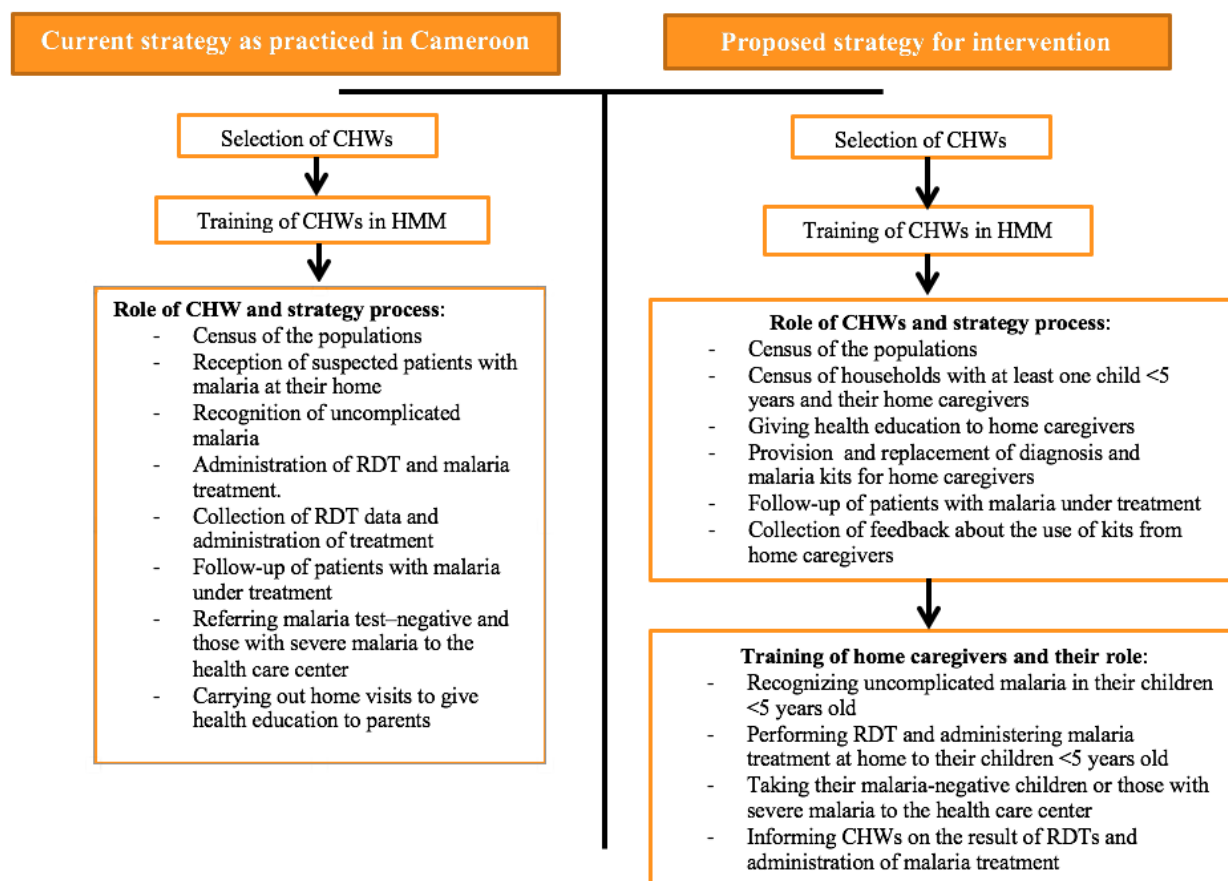 Current strategy as practiced in Cameroon
Selection of CHWs
Training of CHWs in HMM
Role of CHW and strategy process:
- Census of the populations
- Reception of suspected patients with
malaria at their home
- Recognition of uncomplicated
malaria
- Administration of RDT and malaria
treatment.
- Collection of RDT data and
administration of treatment
- Follow-up of patients with malaria
under treatment
- Referring malaria test–negative and
those with severe malaria to the
health care center
- Carrying out home visits to give
health education to parents
Proposed strategy for intervention
Selection of CHWs
Training of CHWs in HMM
Role of CHWs and strategy process:
- Census of the populations
- Census of households with at least one child <5
years and their home caregivers
- Giving health education to home caregivers
- Provision and replacement of diagnosis and
malaria kits for home caregivers
- Follow-up of patients with malaria under treatment
- Collection of feedback about the use of kits from
home caregivers
Training of home caregivers and their role:
- Recognizing uncomplicated malaria in their children
<5 years old
- Performing RDT and administering malaria
treatment at home to their children <5 years old
- Taking their malaria-negative children or those with
severe malaria to the health care center
- Informing CHWs on the result of RDTs and
administration of malaria treatment